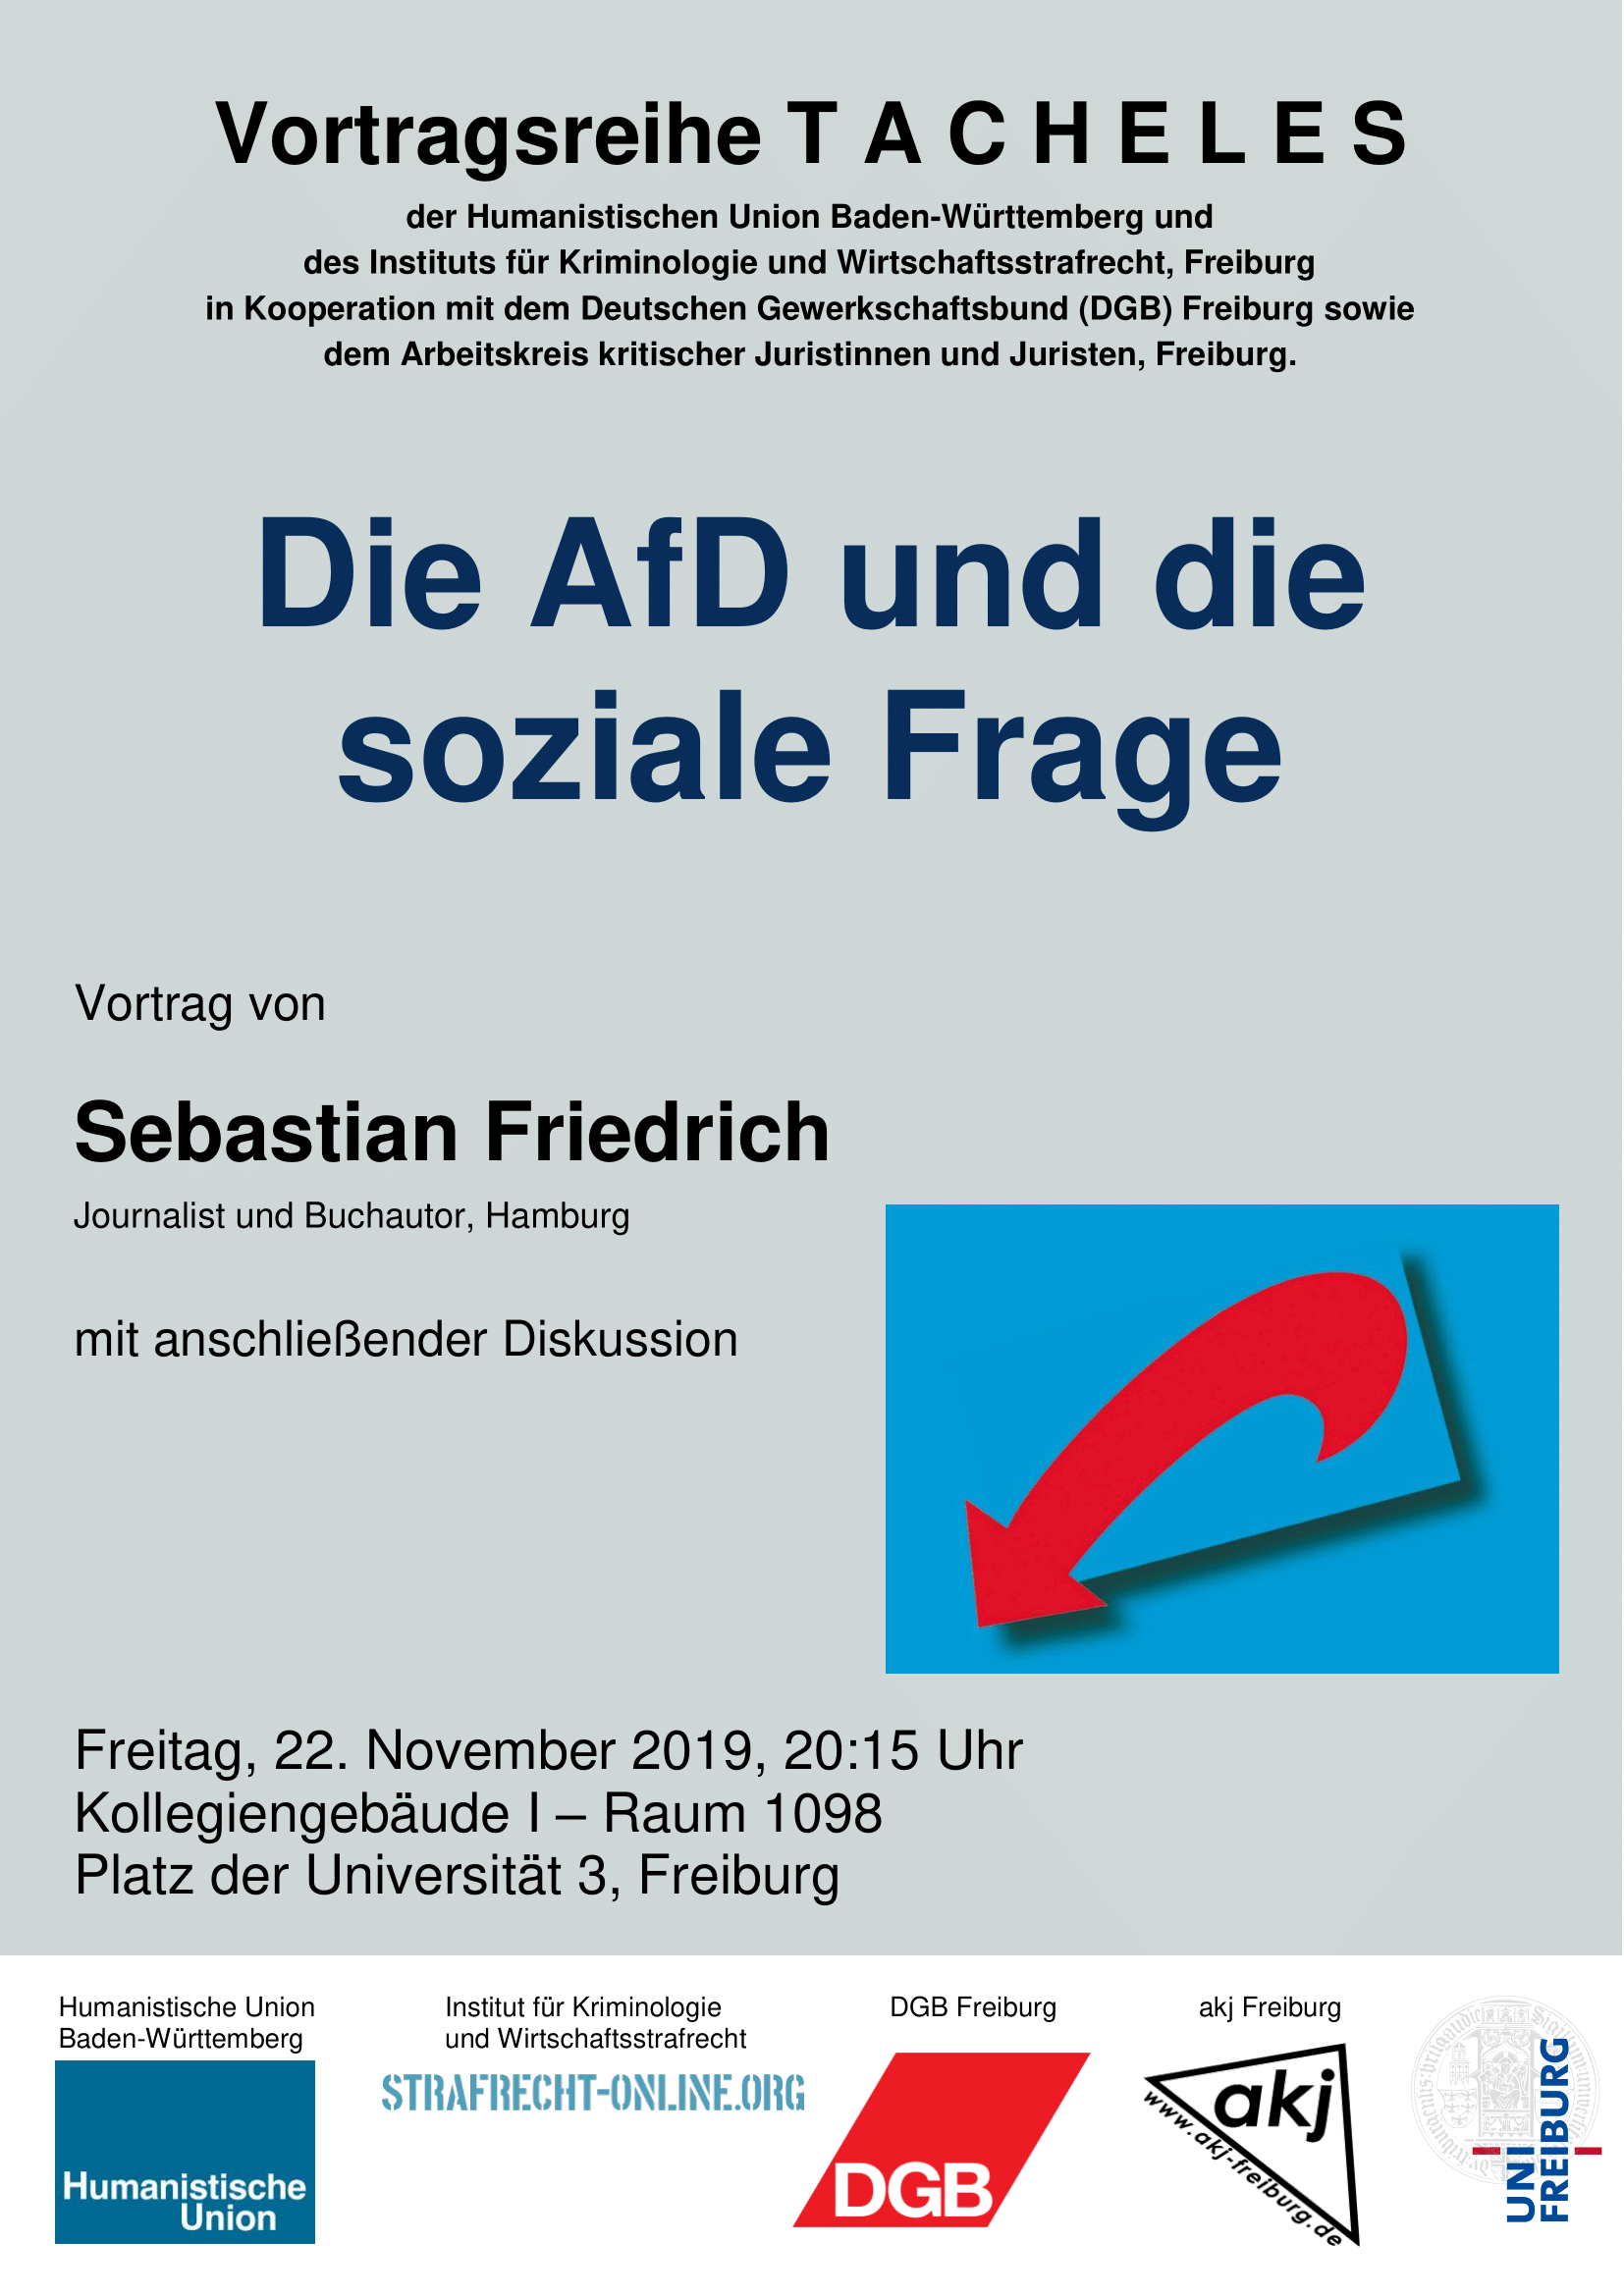 Vortragsreihe T A C H E L E S
der Humanistischen Union Baden-Württemberg und
des Instituts für Kriminologie und Wirtschaftsstrafrecht, Freiburg
in Kooperation mit dem Deutschen Gewerkschaftsbund (DGB) Freiburg sowie
dem Arbeitskreis kritischer Juristinnen und Juristen, Freiburg.
Die AfD und die
soziale Frage
Vortrag von
Sebastian Friedrich
Journalist und Buchautor, Hamburg
mit anschließender Diskussion
Freitag, 22. November 2019, 20:15 Uhr
Kollegiengebäude I – Raum 1098
Platz der Universität 3, Freiburg
Humanistische Union
Baden-Württemberg
Humanistische
Union
Institut für Kriminologie
und Wirtschaftsstrafrecht
STRAFRECHT-ONLINE.ORG
DGB Freiburg
DGB
akj Freiburg
akj
www.akj-freiburg.de
UNI
FREIBURG